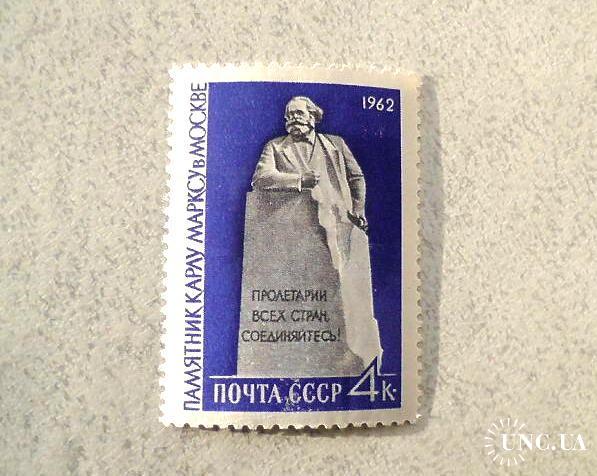 ПАМЯТНИК КАРЛУ МАРКСУ в МОСКВЕ
1962
ПРОЛЕТАРИИ
ВСЕХ СТРАН,
СОЕДИНЯЙТЕСЬ!
ПОЧТА СССР 4к.
UNC.UA